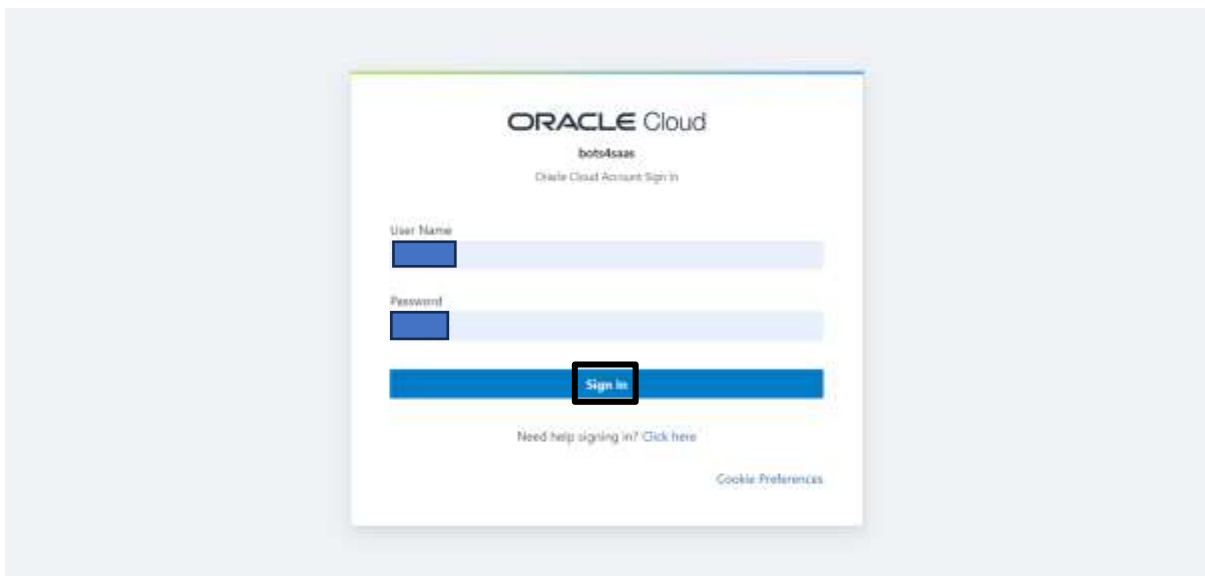 ORACLE Cloud
bots4saas
Oracle Cloud Account Sign In
User Name
Password
Sign In
Need help signing in? Click here
Cookie Preferences